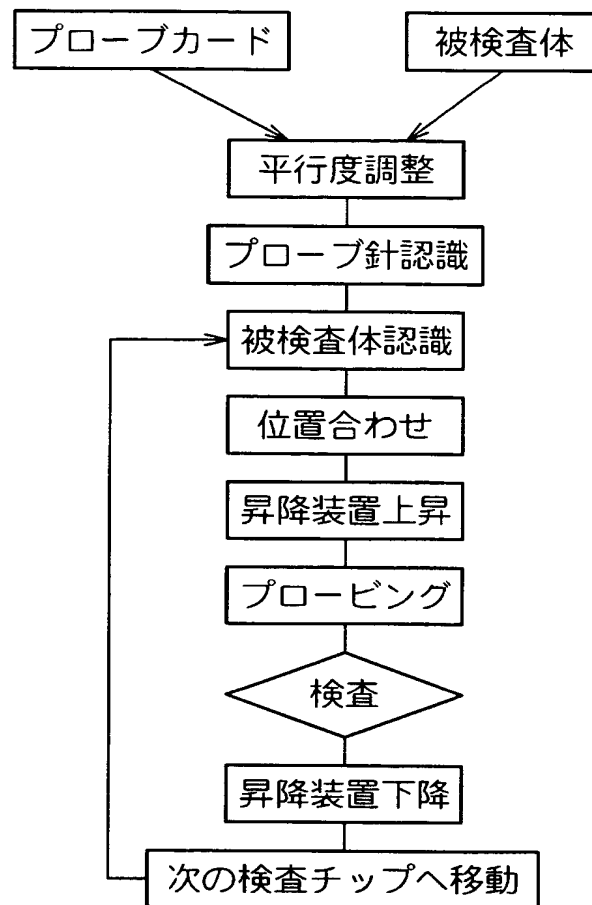 プローブカード
被検査体
平行度調整
プローブ針認識
被検査体認識
位置合わせ
昇降装置上昇
プロービング
検査
昇降装置下降
次の検査チップへ移動